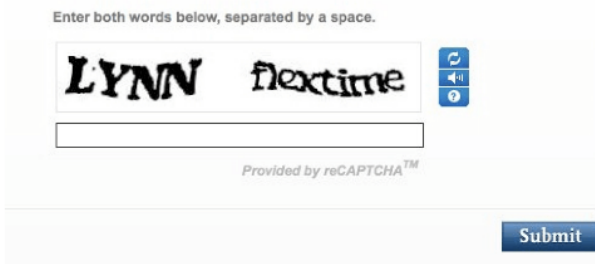 Enter both words below, separated by a space.
LYNN flextime
?
Provided by reCAPTCHA™
Submit